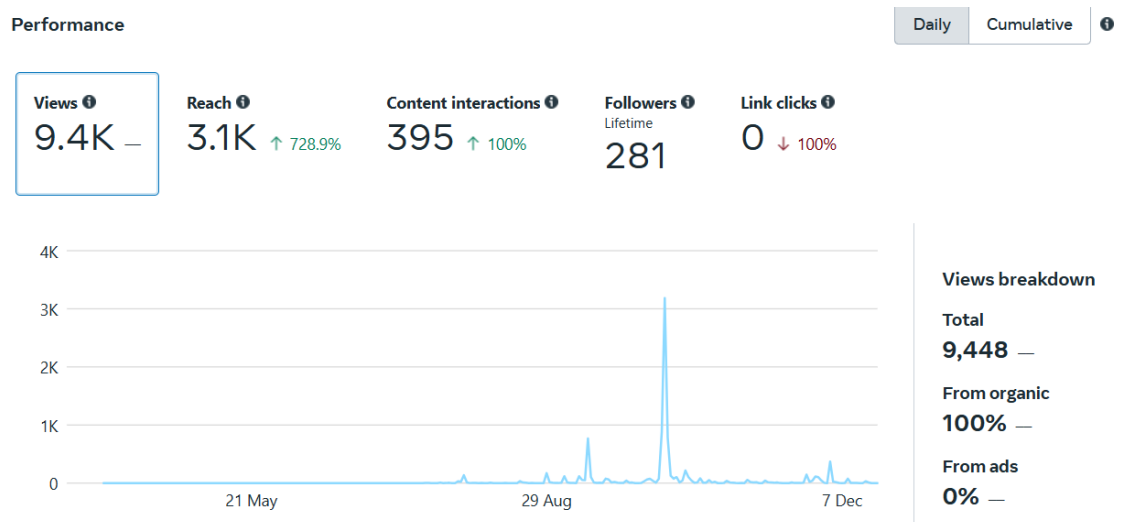 Performance
Daily Cumulative
Views Reach Content interactions Followers Link clicks
Lifetime
9.4K — 3.1K ↑ 728.9% 395 ↑ 100% 281 0 ↓ 100%
4K
3K
2K
1K
0
21 May 29 Aug 7 Dec
Views breakdown
Total
9,448 —
From organic
100% —
From ads
0% —